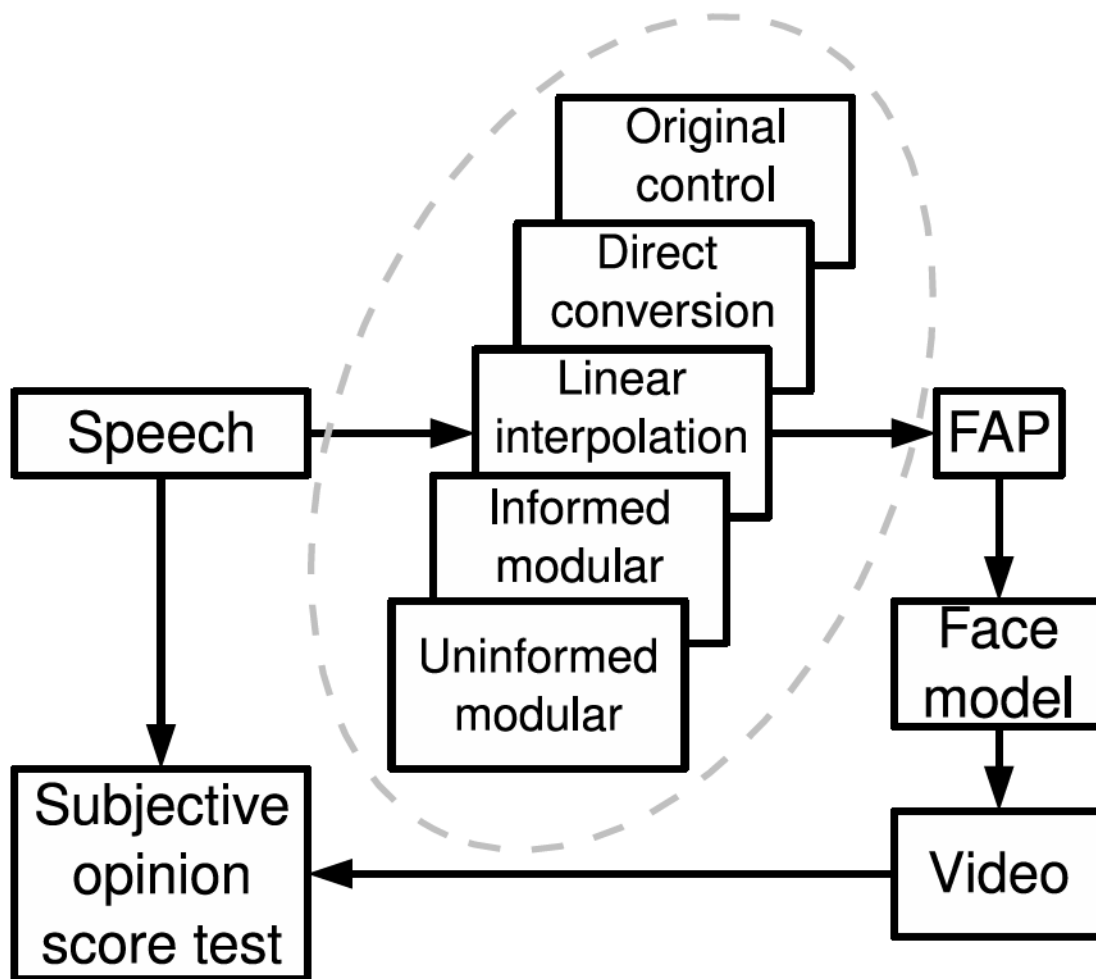 Original
control
Direct
conversion
Linear
interpolation
Speech
FAP
Informed
modular
Uninformed
modular
Face
model
Subjective
opinion
score test
Video